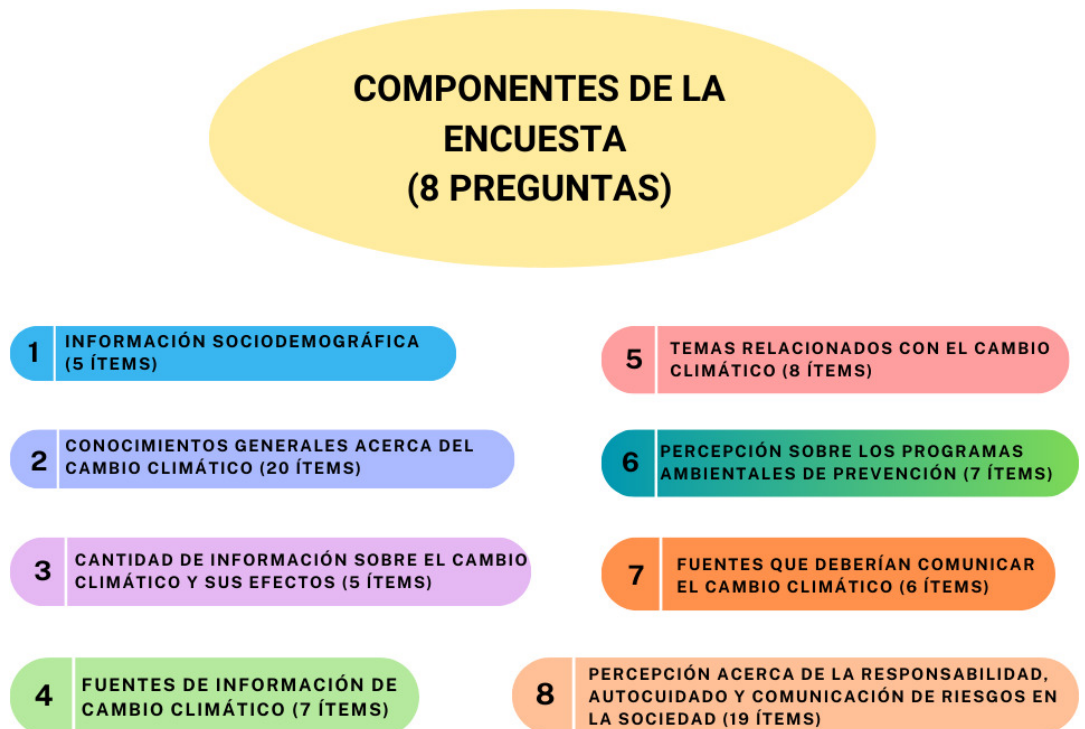 COMPONENTES DE LA
ENCUESTA
(8 PREGUNTAS)
1
INFORMACIÓN SOCIODEMOGRÁFICA
(5 ÍTEMS)
2
CONOCIMIENTOS GENERALES ACERCA DEL
CAMBIO CLIMÁTICO (20 ÍTEMS)
3
CANTIDAD DE INFORMACIÓN SOBRE EL CAMBIO
CLIMÁTICO Y SUS EFECTOS (5 ÍTEMS)
4
FUENTES DE INFORMACIÓN DE
CAMBIO CLIMÁTICO (7 ÍTEMS)
5
TEMAS RELACIONADOS CON EL CAMBIO
CLIMÁTICO (8 ÍTEMS)
6
PERCEPCIÓN SOBRE LOS PROGRAMAS
AMBIENTALES DE PREVENCIÓN (7 ÍTEMS)
7
FUENTES QUE DEBERÍAN COMUNICAR
EL CAMBIO CLIMÁTICO (6 ÍTEMS)
8
PERCEPCIÓN ACERCA DE LA RESPONSABILIDAD,
AUTOCUIDADO Y COMUNICACIÓN DE RIESGOS EN
LA SOCIEDAD (19 ÍTEMS)